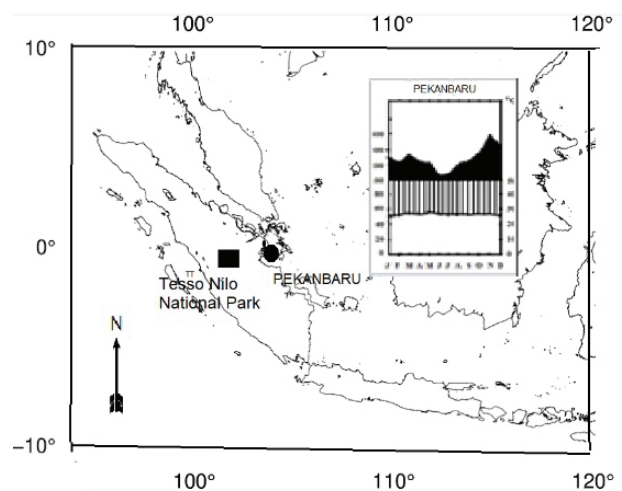 100°
110°
120°
10°
PEKANBARU
0°
PEKANBARU
Tesso Nilo
National Park
N
−10°
100°
110°
120°